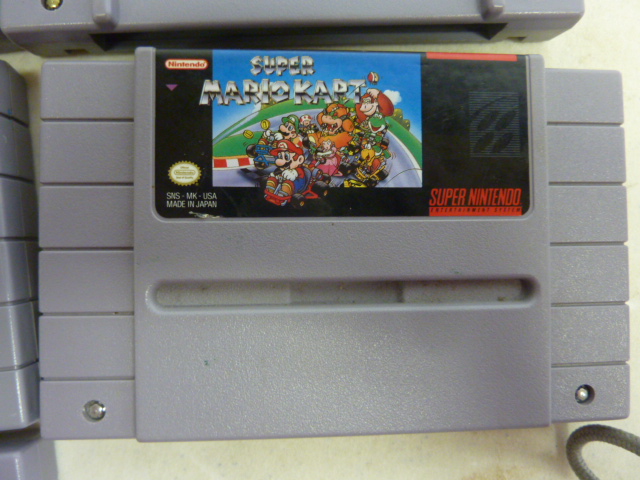 Nintendo
SUPER
MARIO KART
SNS - MK - USA
MADE IN JAPAN
SUPER NINTENDO
ENTERTAINMENT SYSTEM